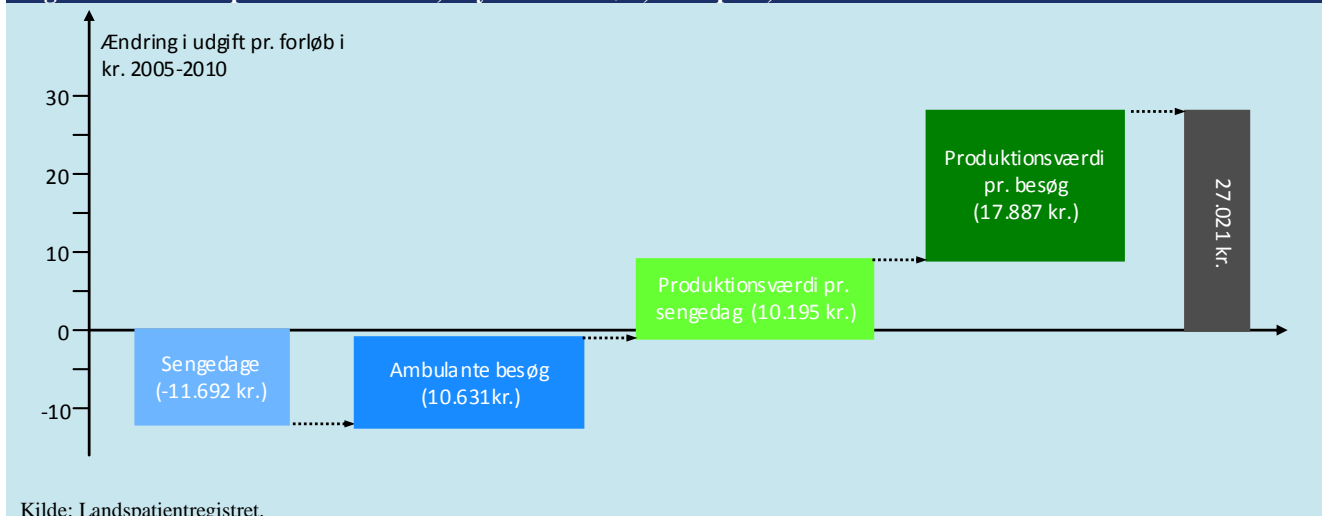 Ændring i udgift pr. forløb i
kr. 2005-2010
30
20
10
0
-10
Sengedage
(-11.692 kr.)
Ambulante besøg
(10.631kr.)
Produktionsværdi pr.
sengedag (10.195 kr.)
Produktionsværdi
pr. besøg
(17.887 kr.)
27.021 kr.
Kilde: Landspatientregistret.